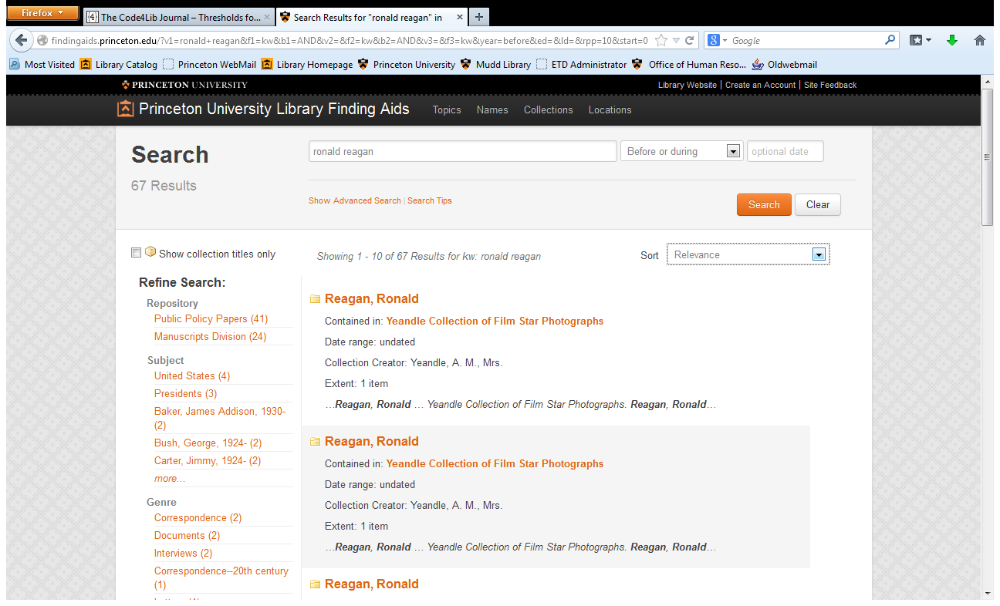 Firefox
[4] The Code4Lib Journal – Thresholds fo... ×
Search Results for "ronald reagan" in ×
findingaids.princeton.edu/?v1=ronald+reagan&f1=kw&b1=AND&v2=&f2=kw&b2=AND&v3=&f3=kw&year=before&ed=&ld=&rpp=10&start=0
Google
Most Visited Library Catalog Princeton WebMail Library Homepage Princeton University Mudd Library ETD Administrator Office of Human Reso... Oldwebmail
PRINCETON UNIVERSITY
Library Website | Create an Account | Site Feedback
Princeton University Library Finding Aids Topics Names Collections Locations
Search
ronald reagan Before or during optional date
67 Results
Show Advanced Search | Search Tips
Search Clear
Show collection titles only
Showing 1 - 10 of 67 Results for kw: ronald reagan
Sort Relevance
Refine Search:
Repository
Public Policy Papers (41)
Manuscripts Division (24)
Subject
United States (4)
Presidents (3)
Baker, James Addison, 1930-
(2)
Bush, George, 1924- (2)
Carter, Jimmy, 1924- (2)
more...
Genre
Correspondence (2)
Documents (2)
Interviews (2)
Correspondence--20th century
(1)
Reagan, Ronald
Contained in: Yeandle Collection of Film Star Photographs
Date range: undated
Collection Creator: Yeandle, A. M., Mrs.
Extent: 1 item
...Reagan, Ronald ... Yeandle Collection of Film Star Photographs. Reagan, Ronald...
Reagan, Ronald
Contained in: Yeandle Collection of Film Star Photographs
Date range: undated
Collection Creator: Yeandle, A. M., Mrs.
Extent: 1 item
...Reagan, Ronald ... Yeandle Collection of Film Star Photographs. Reagan, Ronald...
Reagan, Ronald